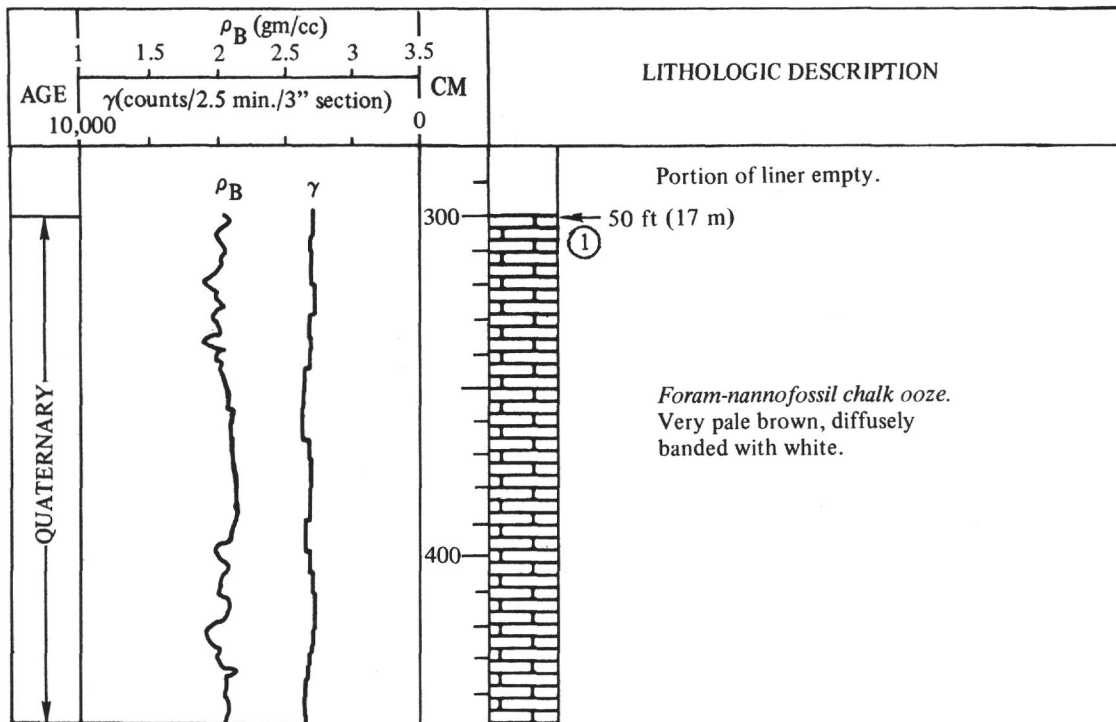 ρB (gm/cc)
1 1.5 2 2.5 3 3.5
AGE
γ(counts/2.5 min./3” section)
10,000 0
CM
LITHOLOGIC DESCRIPTION
Portion of liner empty.
ρB γ
300
50 ft (17 m)
1
QUATERNARY
Foram-nannofossil chalk ooze.
Very pale brown, diffusely
banded with white.
400